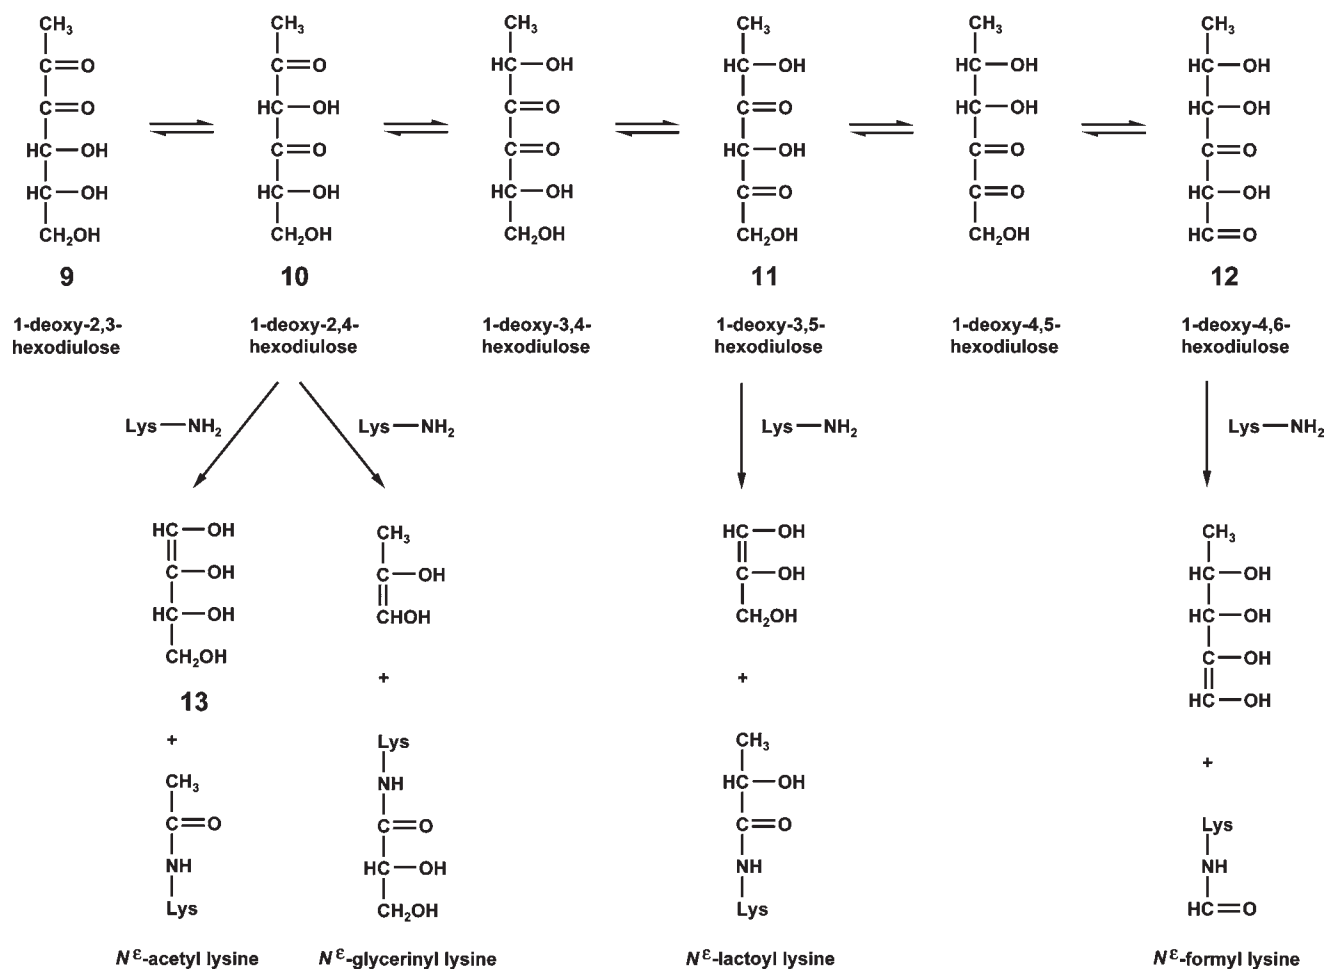 CH3 CH3 CH3 CH3 CH3 CH3
C=O C=O HC—OH HC—OH HC—OH HC—OH
C=O HC—OH C=O C=O HC—OH HC—OH
HC—OH C=O C=O HC—OH C=O C=O
HC—OH HC—OH HC—OH C=O C=O HC—OH
CH2OH CH2OH CH2OH CH2OH CH2OH HC=O
9 10 11 12
1-deoxy-2,3- 1-deoxy-2,4- 1-deoxy-3,4- 1-deoxy-3,5- 1-deoxy-4,5- 1-deoxy-4,6-
hexodiulose hexodiulose hexodiulose hexodiulose hexodiulose hexodiulose
Lys—NH2 Lys—NH2 Lys—NH2 Lys—NH2
HC—OH
C—OH
HC—OH
CH2OH
13
+
CH3
C=O
NH
Lys
Nε-acetyl lysine
CH3
C—OH
CHOH
+
Lys
NH
C=O
HC—OH
CH2OH
Nε-glycerinyl lysine
HC—OH
C—OH
CH2OH
+
CH3
HC—OH
C=O
NH
Lys
Nε-lactoyl lysine
CH3
HC—OH
HC—OH
C—OH
HC—OH
+
Lys
NH
HC=O
Nε-formyl lysine